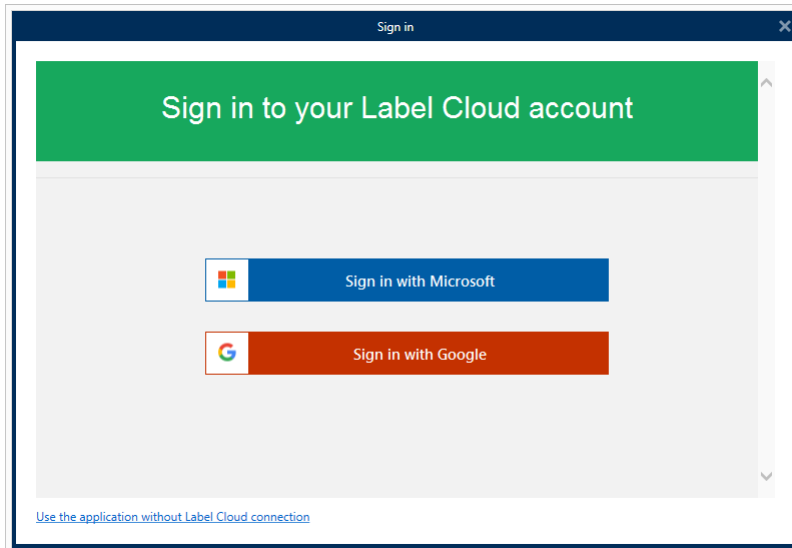 Sign in
Sign in to your Label Cloud account
Sign in with Microsoft
Sign in with Google
Use the application without Label Cloud connection